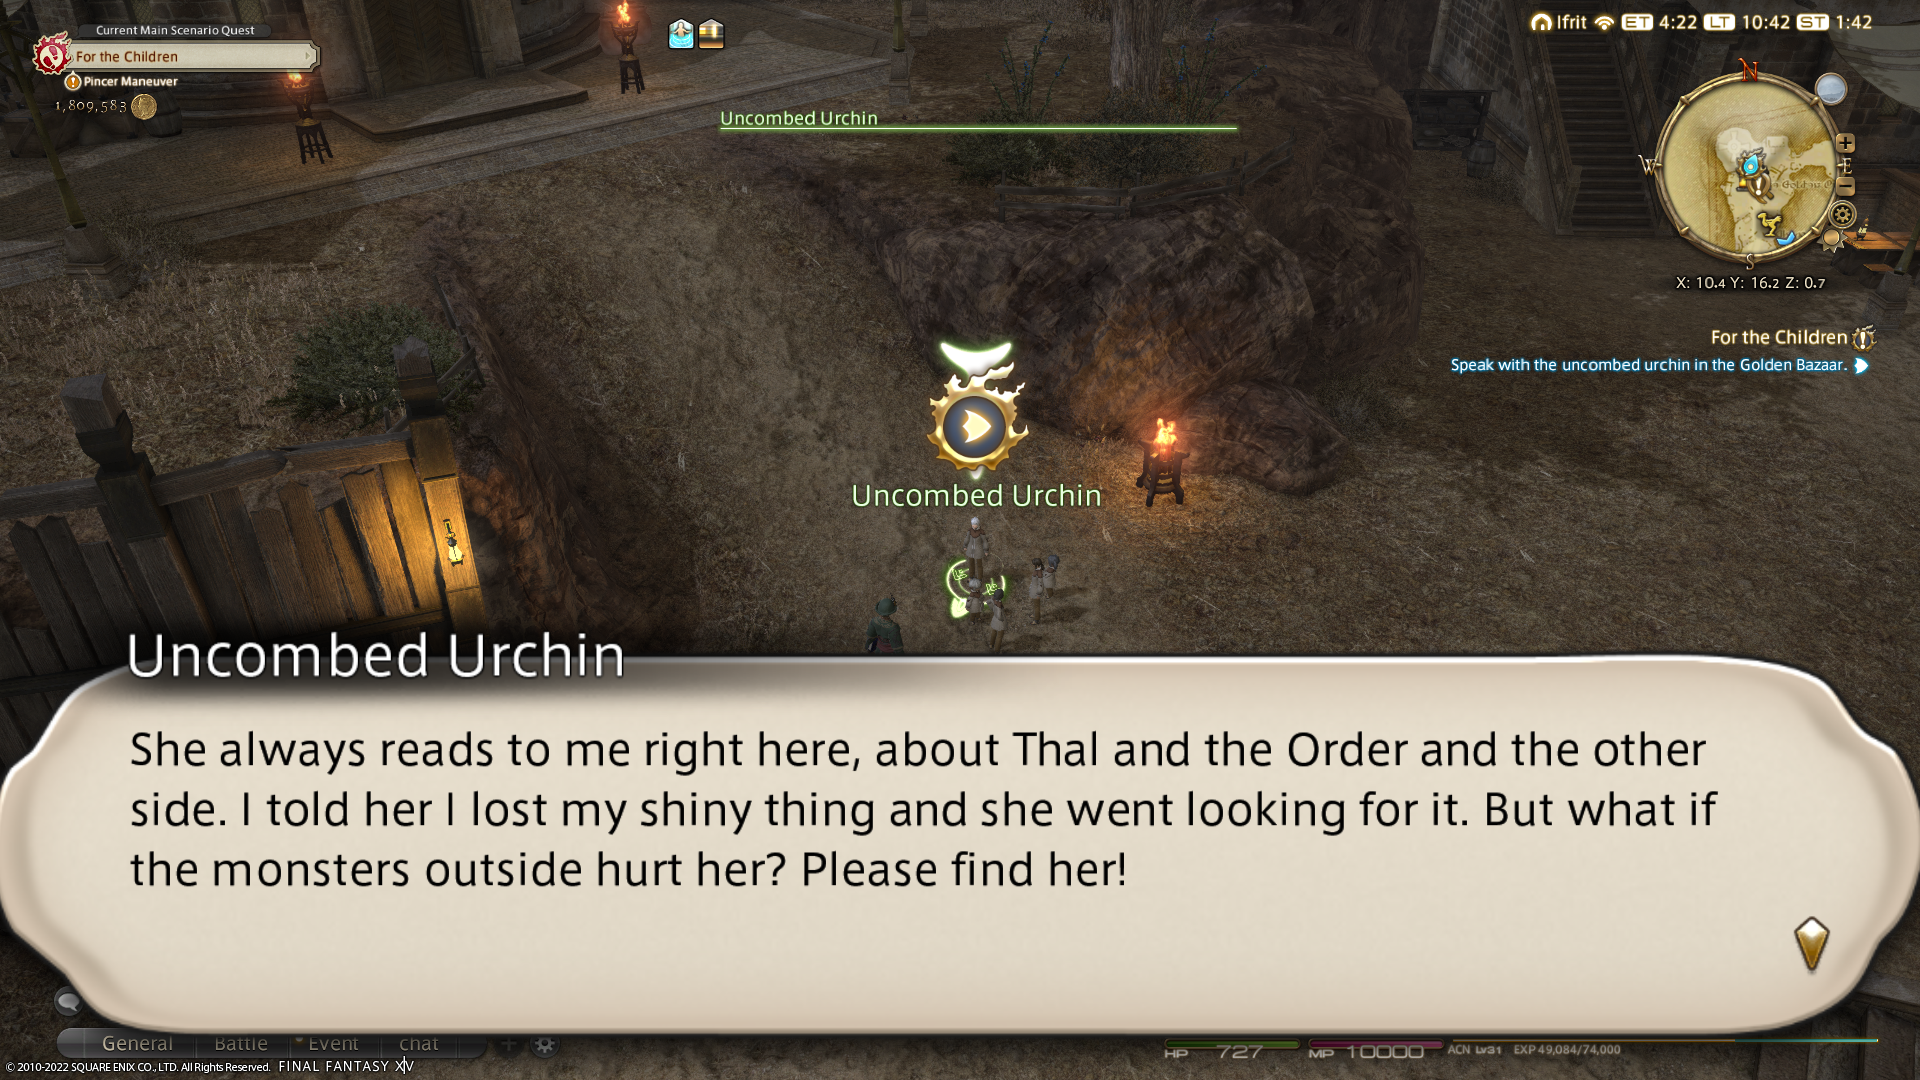 Current Main Scenario Quest
For the Children
Pincer Maneuver
1,809,583
Uncombed Urchin
Ifrit ET 4:22 LT 10:42 ST 1:42
N
W
E
S
X: 10.4 Y: 16.2 Z: 0.7
For the Children
Speak with the uncombed urchin in the Golden Bazaar.
Uncombed Urchin
Uncombed Urchin
She always reads to me right here, about Thal and the Order and the other
side. I told her I lost my shiny thing and she went looking for it. But what if
the monsters outside hurt her? Please find her!
General Battle Event chat
HP 727 MP 10000 ACN Lv31 EXP 49,084/74,000
© 2010-2022 SQUARE ENIX CO., LTD. All Rights Reserved. FINAL FANTASY XIV